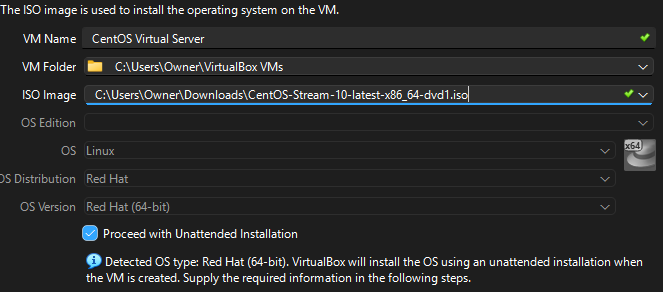 The ISO image is used to install the operating system on the VM.
VM Name CentOS Virtual Server
VM Folder C:\Users\Owner\VirtualBox VMs
ISO Image C:\Users\Owner\Downloads\CentOS-Stream-10-latest-x86_64-dvd1.iso
OS Edition
OS Linux
x64
OS Distribution Red Hat
OS Version Red Hat (64-bit)
Proceed with Unattended Installation
Detected OS type: Red Hat (64-bit). VirtualBox will install the OS using an unattended installation when
the VM is created. Supply the required information in the following steps.